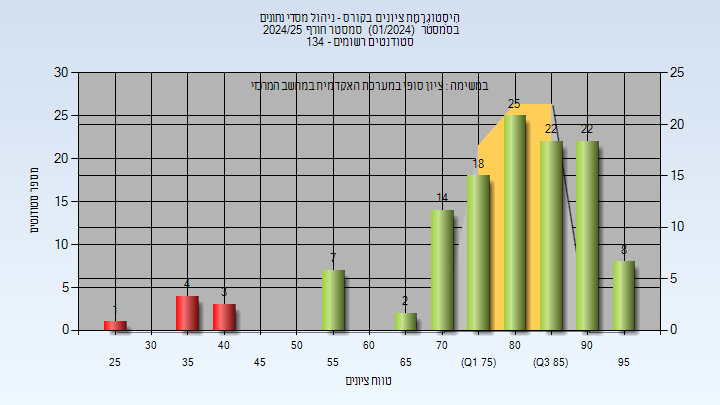 היסטוגרמת ציונים בקורס - ניהול מסדי נתונים
בסמסטר (01/2024) סמסטר חורף 2024/25
סטודנטים רשומים - 134
במשימה : ציון סופי במערכת האקדמית במחשב המרכזי
מספר סטודנטים
30 25 20 15 10 5 0
25 20 15 10 5 0
1 4 3 7 2 14 18 25 22 22 8
30 40 50 60 70 80 90
25 35 45 55 65 (Q1 75) (Q3 85) 95
טווח ציונים